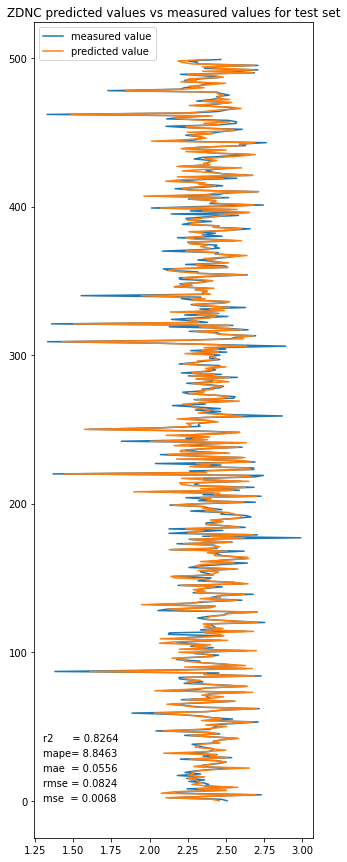 ZDNC predicted values vs measured values for test set
measured value
predicted value
500
400
300
200
100
0
r2 = 0.8264
mape= 8.8463
mae = 0.0556
rmse = 0.0824
mse = 0.0068
1.25 1.50 1.75 2.00 2.25 2.50 2.75 3.00